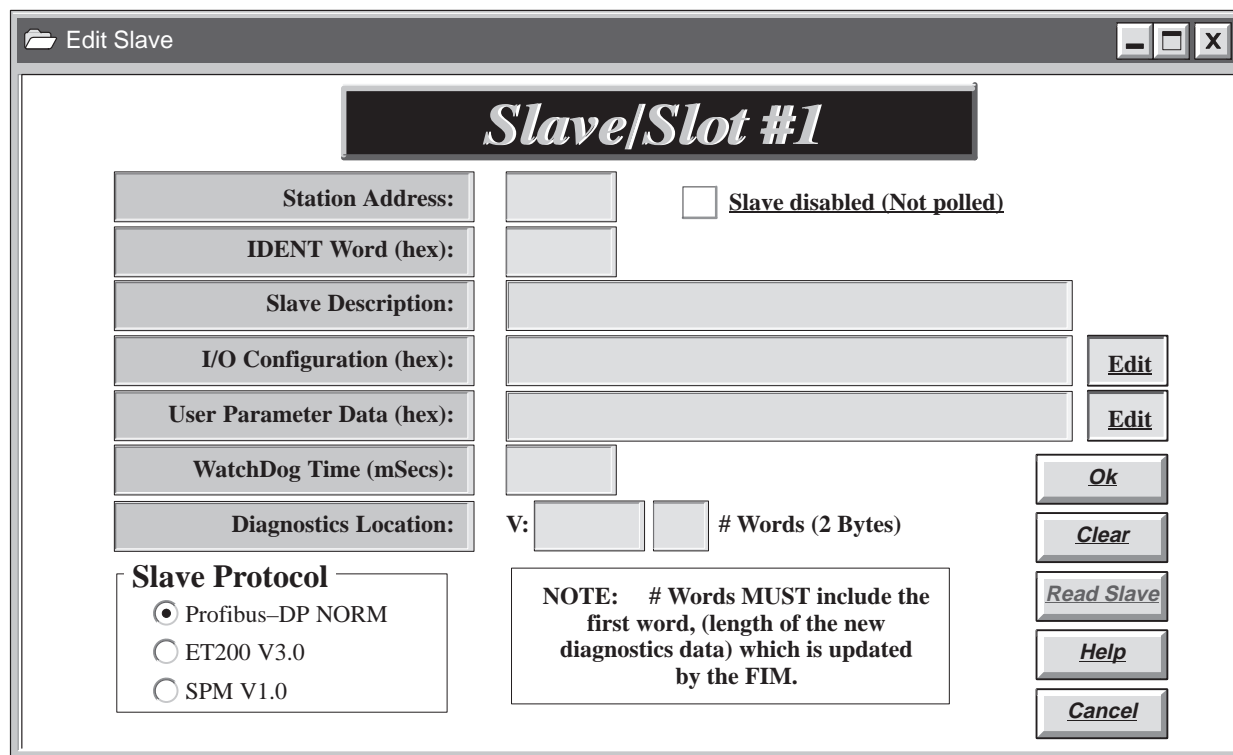 Edit Slave
Slave/Slot #1
Station Address:
Slave disabled (Not polled)
IDENT Word (hex):
Slave Description:
I/O Configuration (hex):
Edit
User Parameter Data (hex):
Edit
WatchDog Time (mSecs):
Diagnostics Location:
V:
# Words (2 Bytes)
Slave Protocol
Profibus–DP NORM
ET200 V3.0
SPM V1.0
NOTE: # Words MUST include the
first word, (length of the new
diagnostics data) which is updated
by the FIM.
Ok
Clear
Read Slave
Help
Cancel